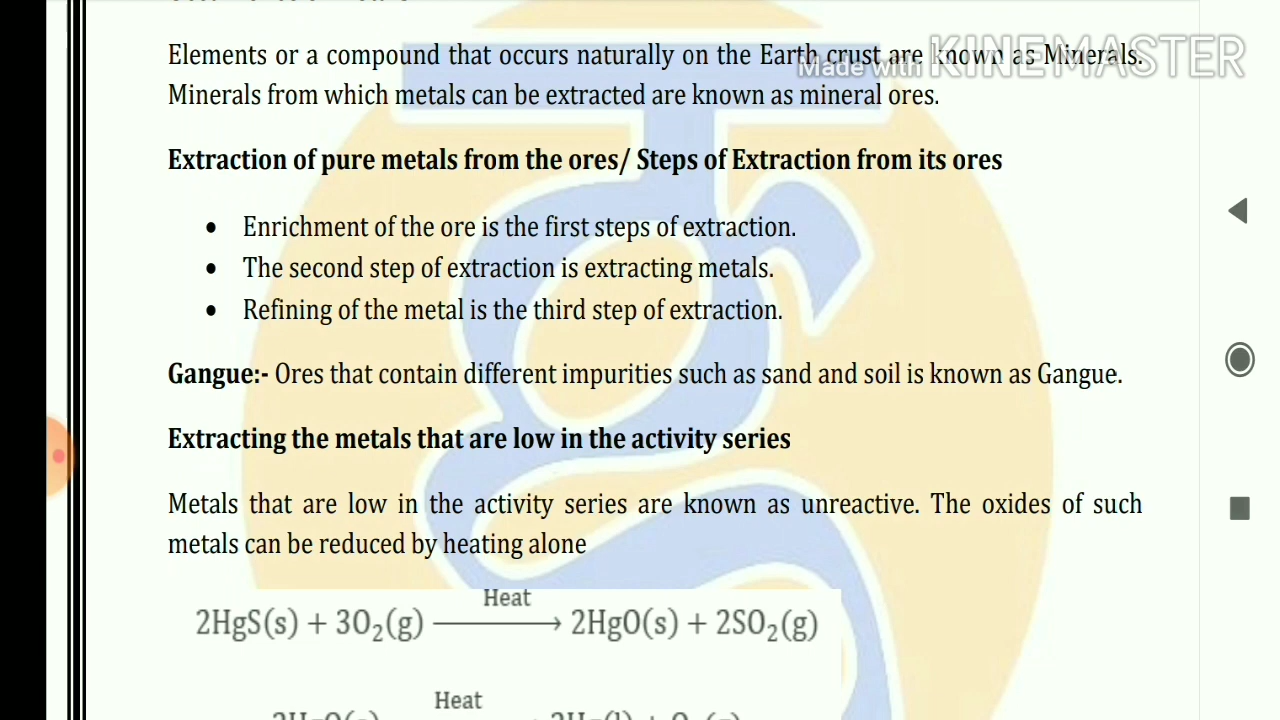 Elements or a compound that occurs naturally on the Earth crust are known as Minerals.
Made with KINEMASTER
Minerals from which metals can be extracted are known as mineral ores.
Extraction of pure metals from the ores/ Steps of Extraction from its ores
• Enrichment of the ore is the first steps of extraction.
• The second step of extraction is extracting metals.
• Refining of the metal is the third step of extraction.
Gangue:- Ores that contain different impurities such as sand and soil is known as Gangue.
Extracting the metals that are low in the activity series
Metals that are low in the activity series are known as unreactive. The oxides of such
metals can be reduced by heating alone
Heat
2HgS(s) + 3O₂(g) ⟶ 2HgO(s) + 2SO₂(g)
Heat